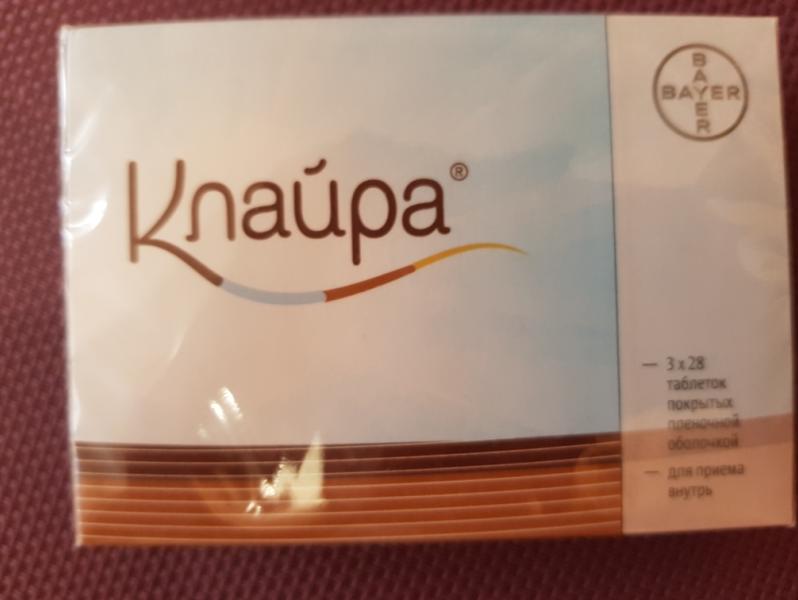 Клайра®
BAYER
BAYER
3 x 28
таблеток
покрытых
пленочной
оболочкой
для приема
внутрь